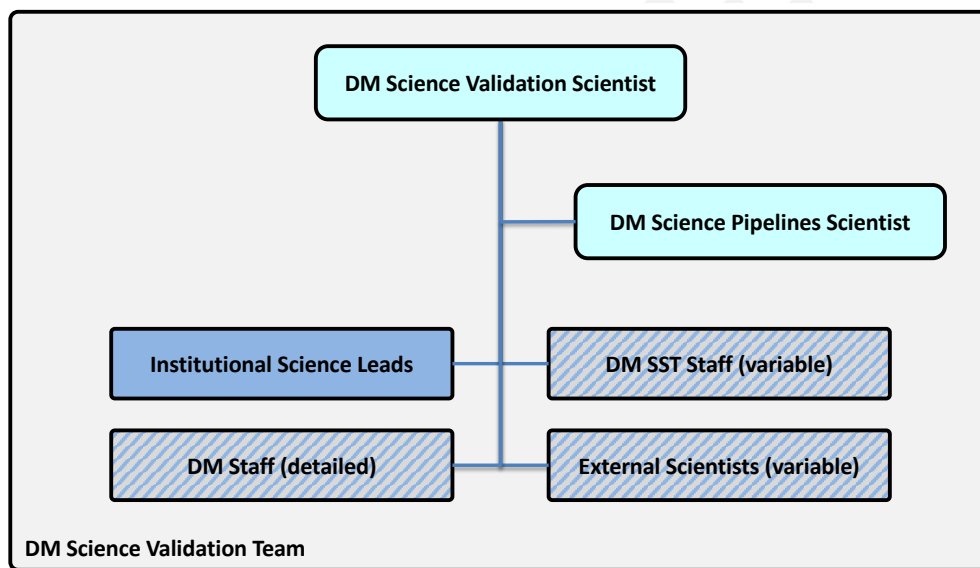 DM Science Validation Scientist
DM Science Pipelines Scientist
Institutional Science Leads
DM SST Staff (variable)
DM Staff (detailed)
External Scientists (variable)
DM Science Validation Team